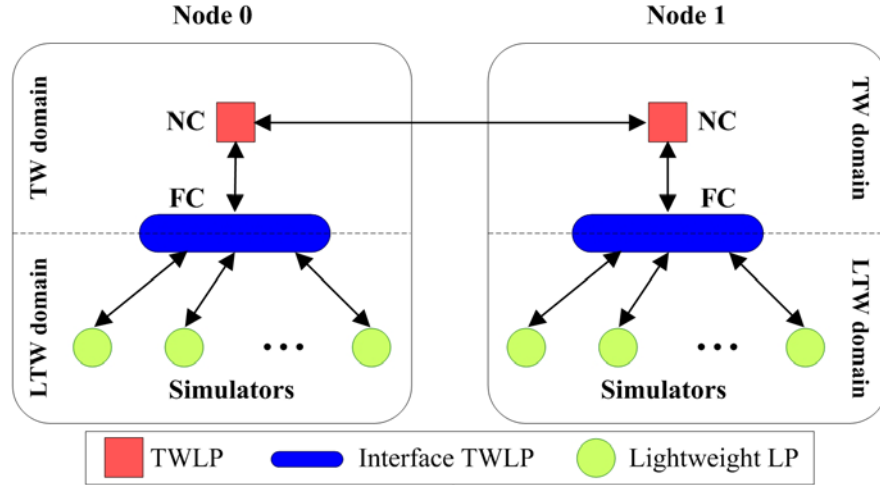 Node 0
Node 1
TW domain
NC
NC
TW domain
FC
FC
LTW domain
LTW domain
• • •
• • •
Simulators
Simulators
TWLP
Interface TWLP
Lightweight LP